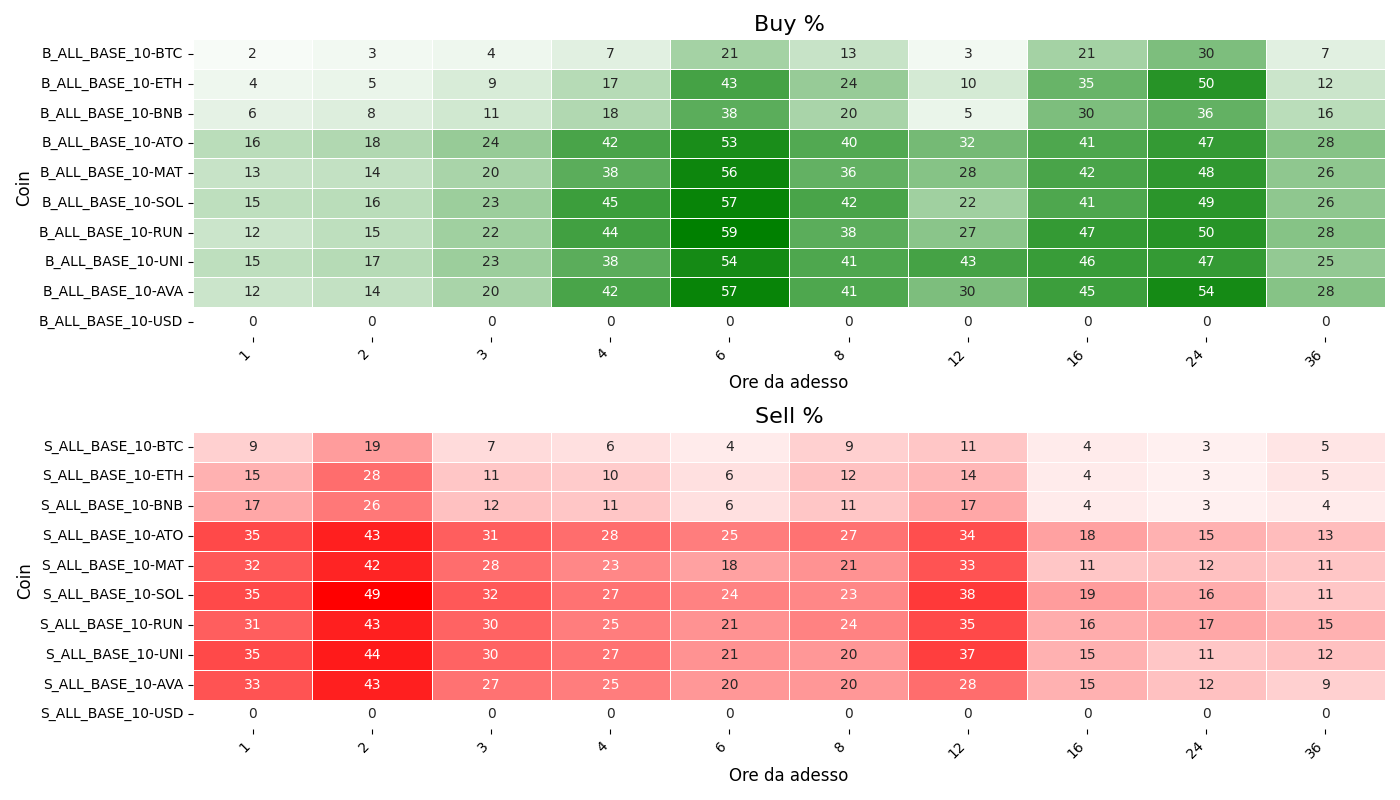 Buy %
Coin
B_ALL_BASE_10-BTC 2 3 4 7 21 13 3 21 30 7
B_ALL_BASE_10-ETH 4 5 9 17 43 24 10 35 50 12
B_ALL_BASE_10-BNB 6 8 11 18 38 20 5 30 36 16
B_ALL_BASE_10-ATO 16 18 24 42 53 40 32 41 47 28
B_ALL_BASE_10-MAT 13 14 20 38 56 36 28 42 48 26
B_ALL_BASE_10-SOL 15 16 23 45 57 42 22 41 49 26
B_ALL_BASE_10-RUN 12 15 22 44 59 38 27 47 50 28
B_ALL_BASE_10-UNI 15 17 23 38 54 41 43 46 47 25
B_ALL_BASE_10-AVA 12 14 20 42 57 41 30 45 54 28
B_ALL_BASE_10-USD 0 0 0 0 0 0 0 0 0 0
1 2 3 4 6 8 12 16 24 36
Ore da adesso
Sell %
Coin
S_ALL_BASE_10-BTC 9 19 7 6 4 9 11 4 3 5
S_ALL_BASE_10-ETH 15 28 11 10 6 12 14 4 3 5
S_ALL_BASE_10-BNB 17 26 12 11 6 11 17 4 3 4
S_ALL_BASE_10-ATO 35 43 31 28 25 27 34 18 15 13
S_ALL_BASE_10-MAT 32 42 28 23 18 21 33 11 12 11
S_ALL_BASE_10-SOL 35 49 32 27 24 23 38 19 16 11
S_ALL_BASE_10-RUN 31 43 30 25 21 24 35 16 17 15
S_ALL_BASE_10-UNI 35 44 30 27 21 20 37 15 11 12
S_ALL_BASE_10-AVA 33 43 27 25 20 20 28 15 12 9
S_ALL_BASE_10-USD 0 0 0 0 0 0 0 0 0 0
1 2 3 4 6 8 12 16 24 36
Ore da adesso